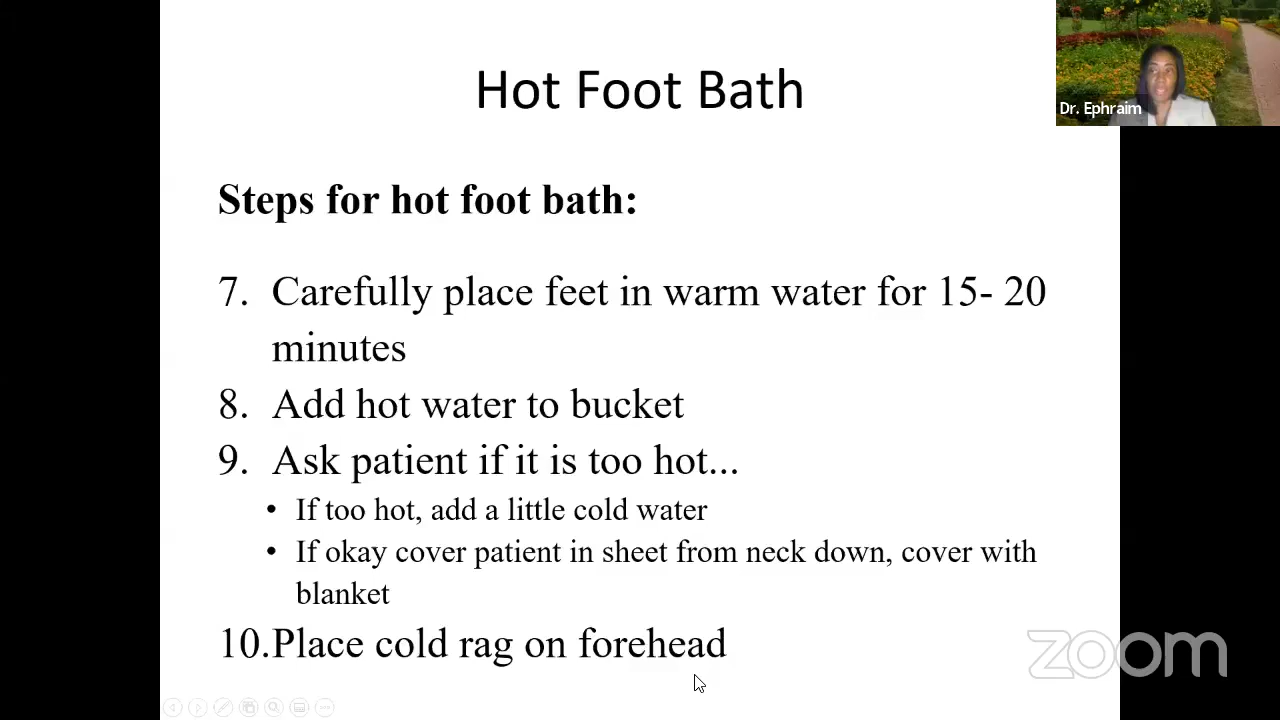 Hot Foot Bath
Dr. Ephraim
Steps for hot foot bath:
7. Carefully place feet in warm water for 15- 20
minutes
8. Add hot water to bucket
9. Ask patient if it is too hot...
• If too hot, add a little cold water
• If okay cover patient in sheet from neck down, cover with
blanket
10.Place cold rag on forehead
zoom